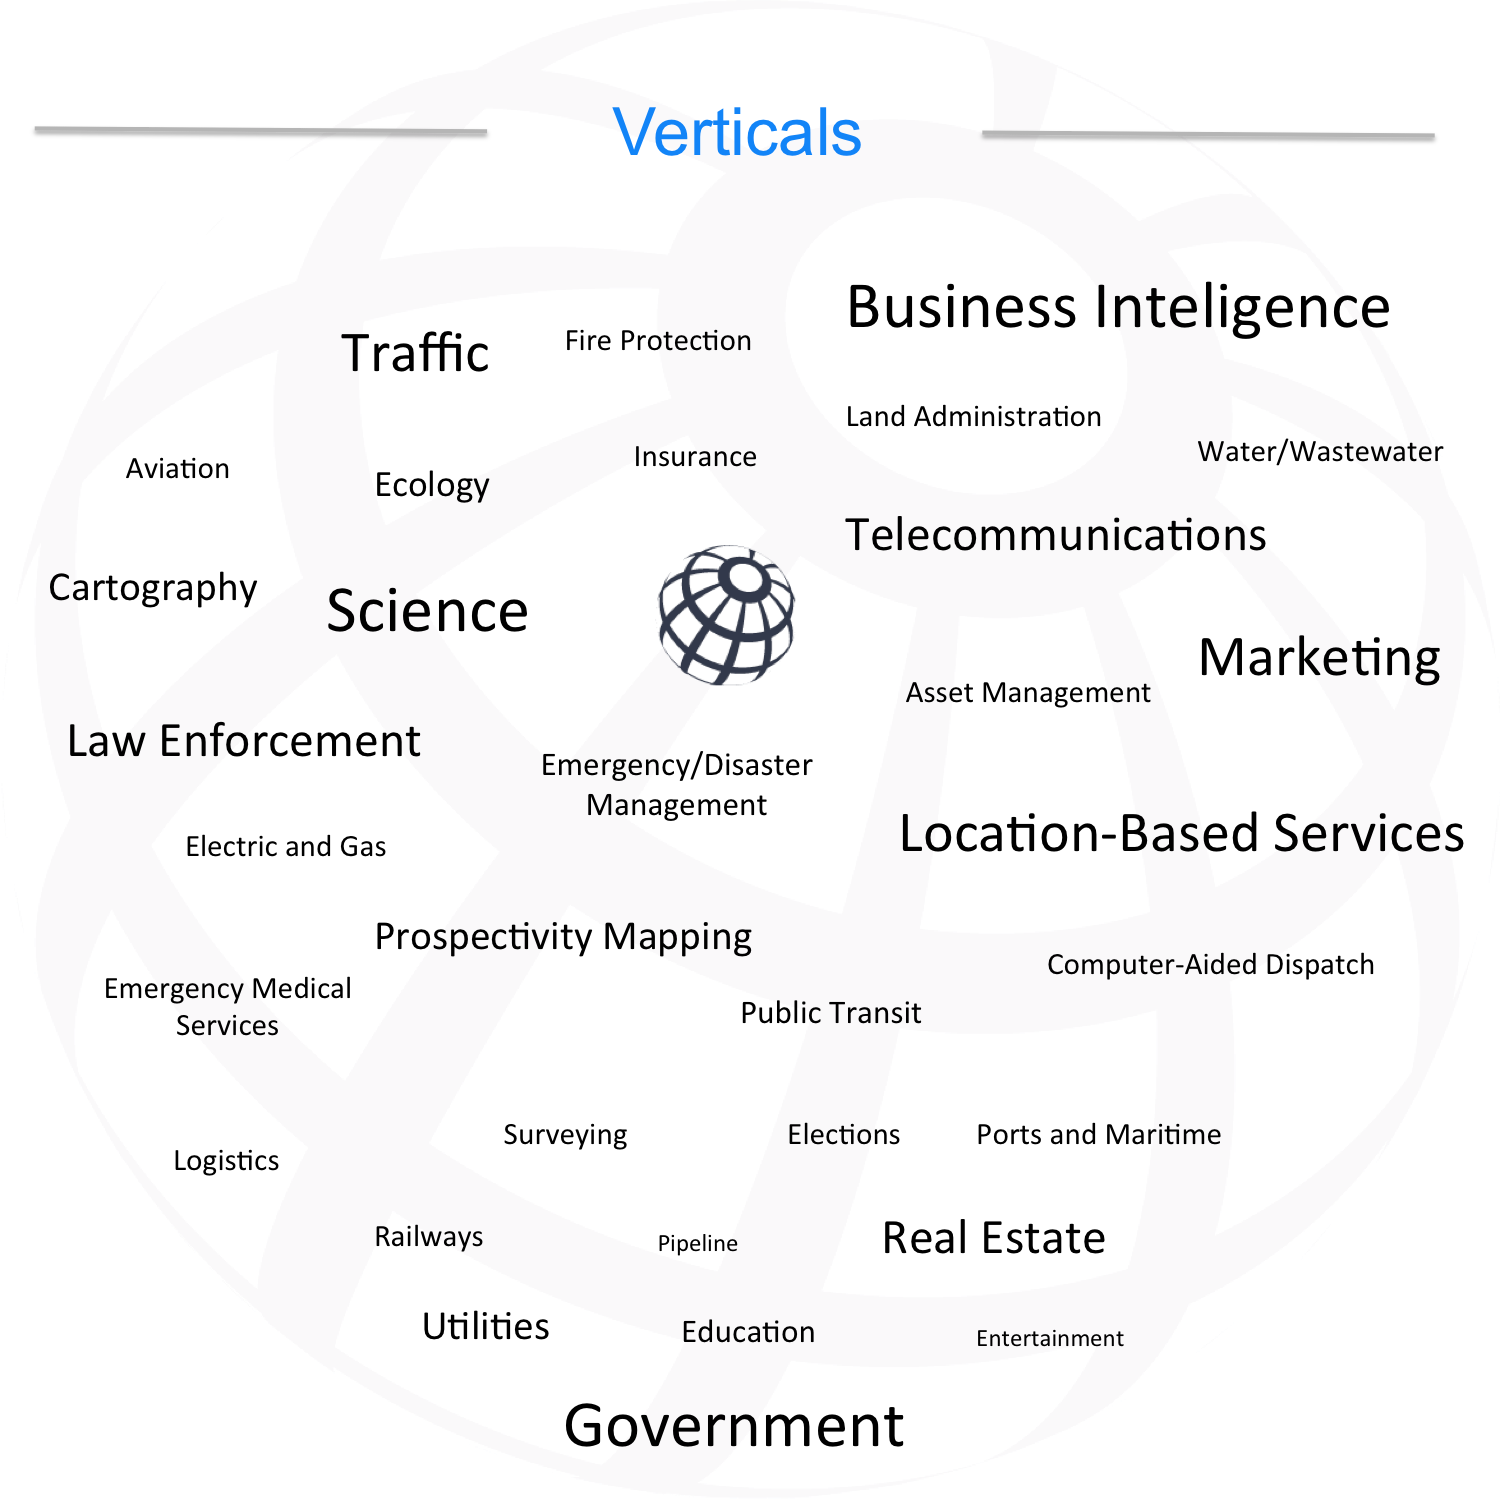 Verticals
Business Inteligence
Traffic
Fire Protection
Land Administration
Water/Wastewater
Insurance
Aviation
Ecology
Telecommunications
Cartography
Science
Marketing
Asset Management
Law Enforcement
Emergency/Disaster
Management
Location-Based Services
Electric and Gas
Prospectivity Mapping
Computer-Aided Dispatch
Emergency Medical
Services
Public Transit
Surveying
Elections
Ports and Maritime
Logistics
Railways
Pipeline
Real Estate
Utilities
Education
Entertainment
Government